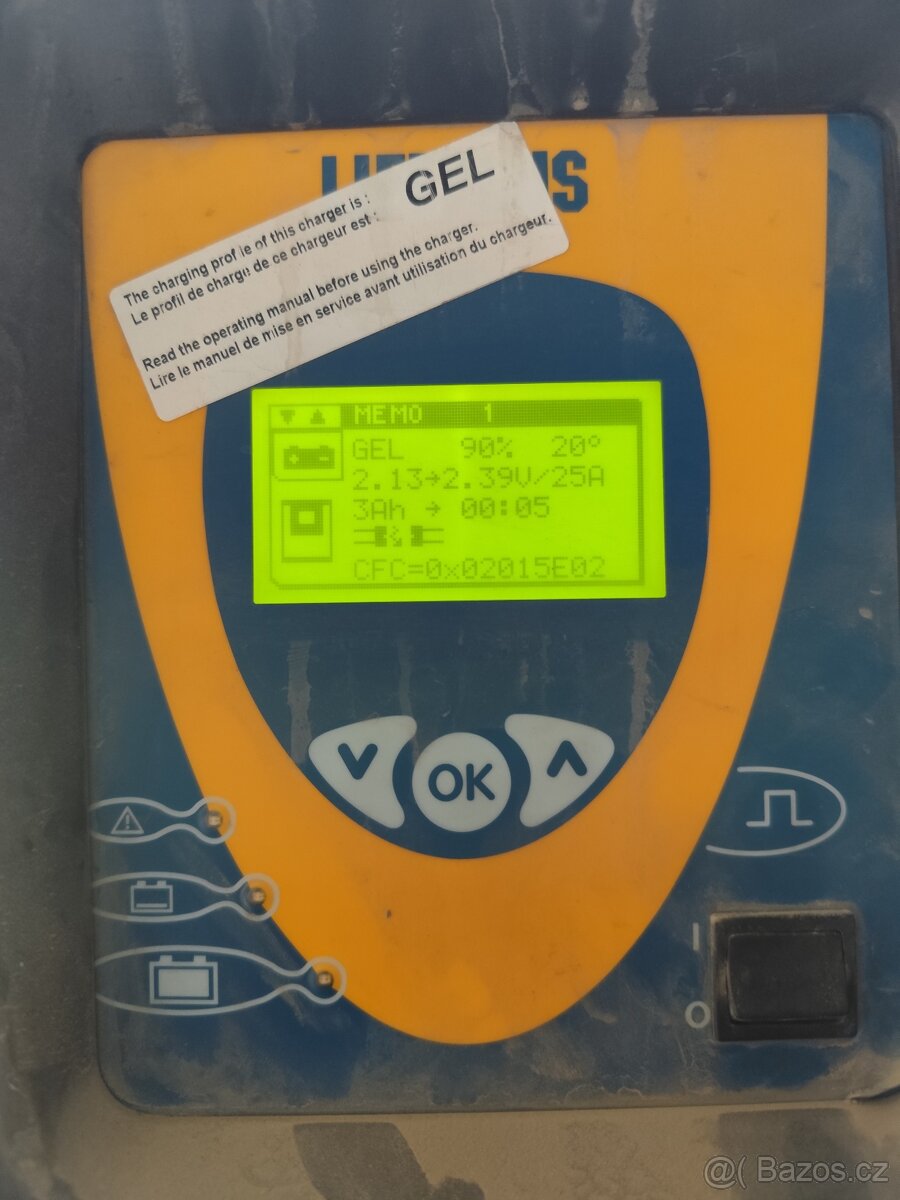 GEL
The charging profile of this charger is :
Le profil de charge de ce chargeur est :
Read the operating manual before using the charger.
Lire le manuel de mise en service avant utilisation du chargeur.
MEMO 1
GEL 90% 20°
2.13→2.39V/25A
3Ah → 00:05
CFC=0x02015E02
OK
I
O
@( Bazos.cz